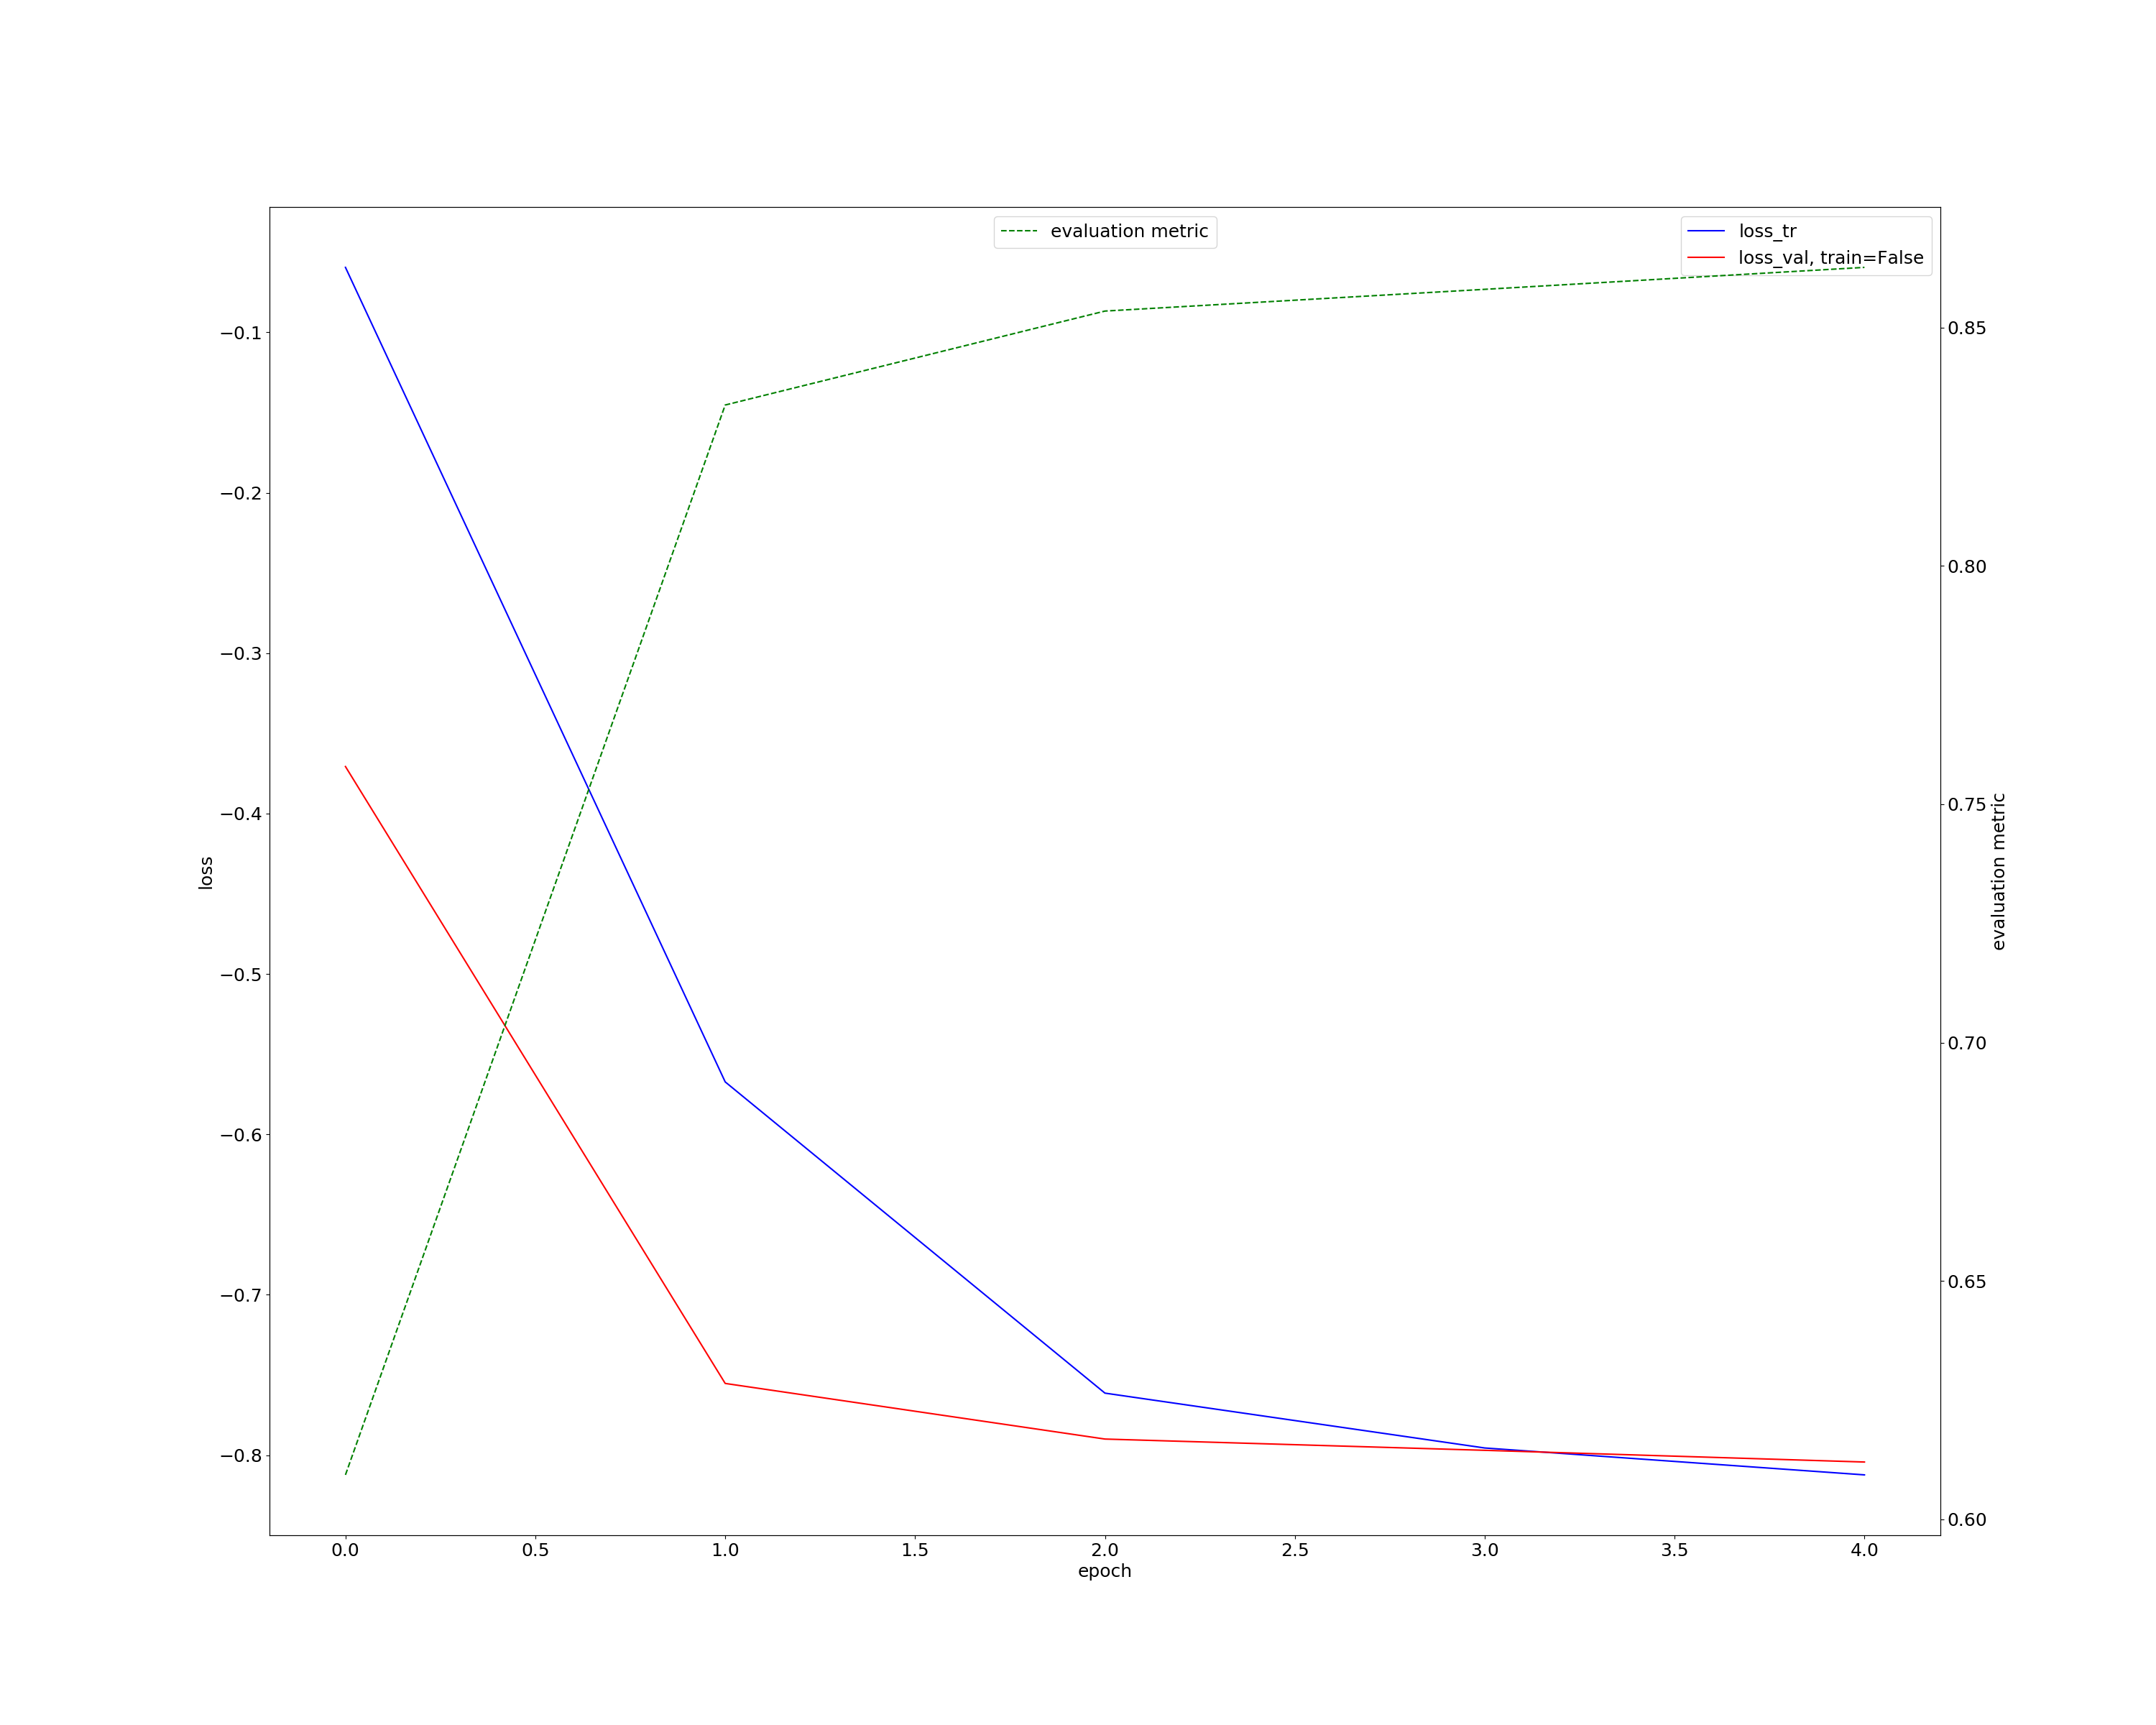 evaluation metric
loss_tr
loss_val, train=False
−0.1
−0.2
−0.3
−0.4
−0.5
−0.6
−0.7
−0.8
loss
0.85
0.80
0.75
0.70
0.65
0.60
evaluation metric
0.0 0.5 1.0 1.5 2.0 2.5 3.0 3.5 4.0
epoch